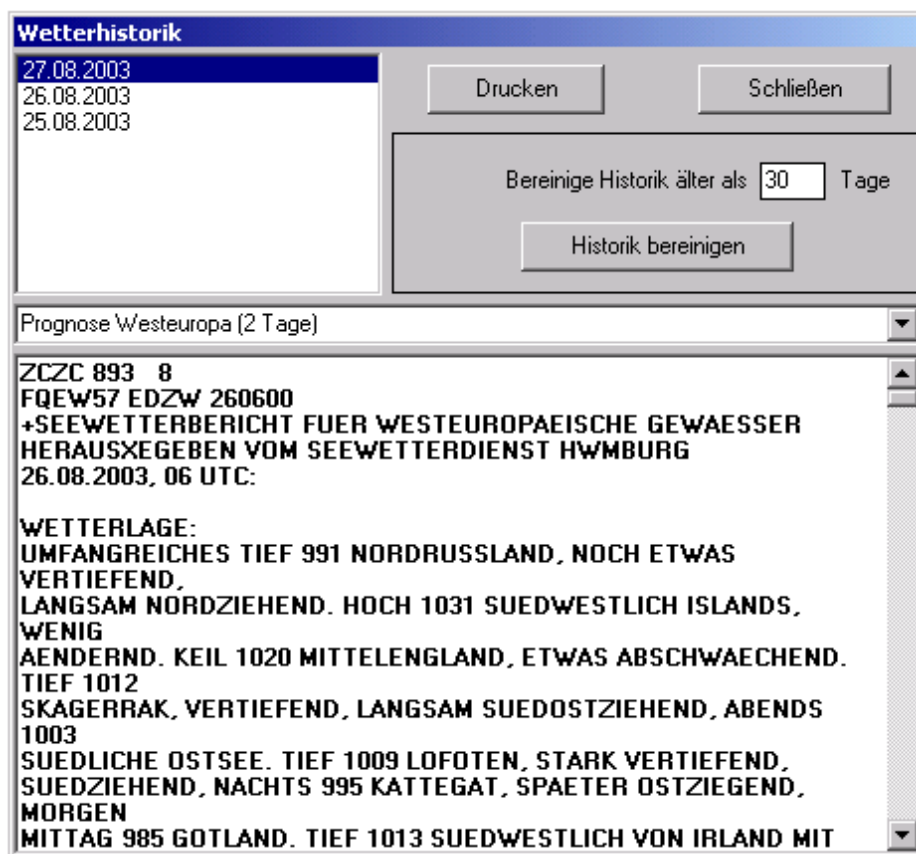 Wetterhistorik
27.08.2003
26.08.2003
25.08.2003
Drucken
Schließen
Bereinige Historik älter als 30 Tage
Historik bereinigen
Prognose Westeuropa (2 Tage)
ZCZC 893 8
FQEW57 EDZW 260600
+SEEWETTERBERICHT FUER WESTEUROPAEISCHE GEWAESSER
HERAUSXEGEBEN VOM SEEWETTERDIENST HWMBURG
26.08.2003, 06 UTC:
WETTERLAGE:
UMFANGREICHES TIEF 991 NORDRUSSLAND, NOCH ETWAS
VERTIEFEND,
LANGSAM NORDZIEHEND. HOCH 1031 SUEDWESTLICH ISLANDS,
WENIG
AENDERND. KEIL 1020 MITTELENGLAND, ETWAS ABSCHWAECHEND.
TIEF 1012
SKAGERRAK, VERTIEFEND, LANGSAM SUEDOSTZIEHEND, ABENDS
1003
SUEDLICHE OSTSEE. TIEF 1009 LOFOTEN, STARK VERTIEFEND,
SUEDZIEHEND, NACHTS 995 KATTEGAT, SPAETER OSTZIEGEND,
MORGEN
MITTAG 985 GOTLAND. TIEF 1013 SUEDWESTLICH VON IRLAND MIT